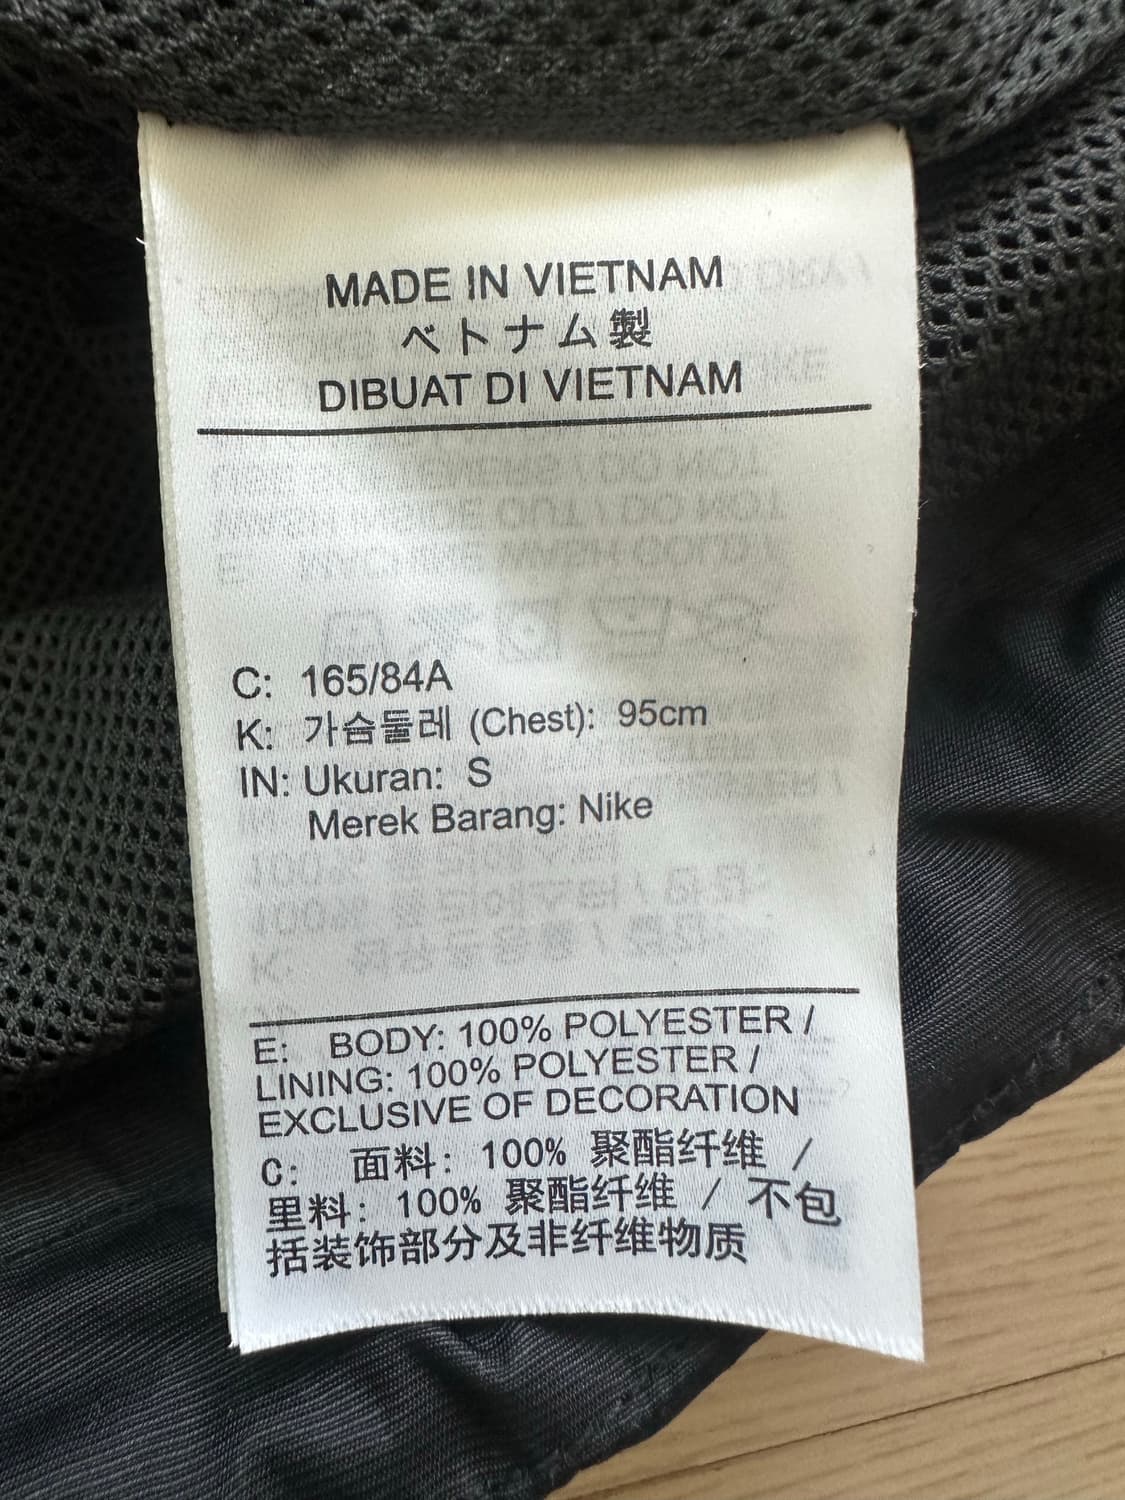 MADE IN VIETNAM
ベトナム製
DIBUAT DI VIETNAM
C: 165/84A
K: 가슴둘레 (Chest): 95cm
IN: Ukuran: S
Merek Barang: Nike
E: BODY: 100% POLYESTER /
LINING: 100% POLYESTER /
EXCLUSIVE OF DECORATION
C: 面料: 100% 聚酯纤维 /
里料: 100% 聚酯纤维 / 不包
括装饰部分及非纤维物质